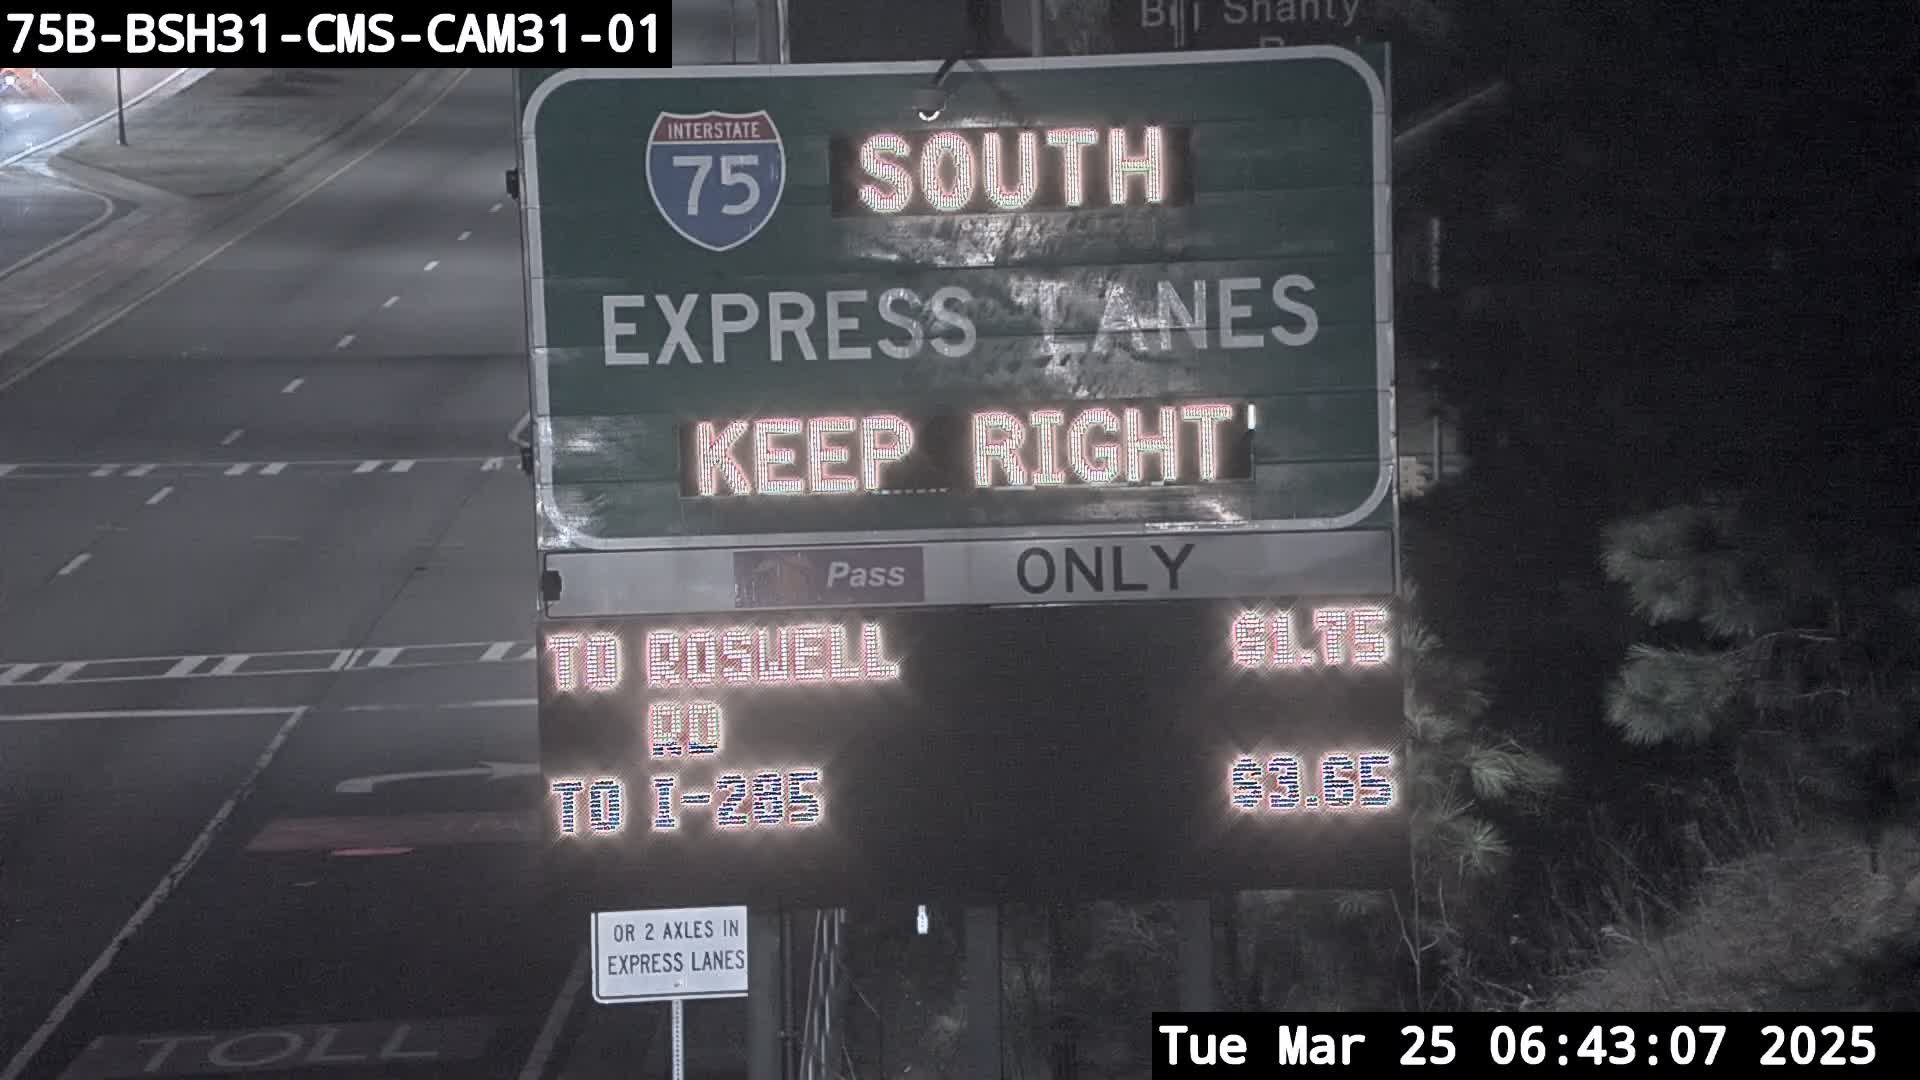 75B-BSH31-CMS-CAM31-01
Shanty
INTERSTATE
75
SOUTH
EXPRESS LANES
KEEP RIGHT
Pass ONLY
TO ROSWELL $1.75
RD
TO I-285 $3.65
OR 2 AXLES IN
EXPRESS LANES
TOLL
Tue Mar 25 06:43:07 2025